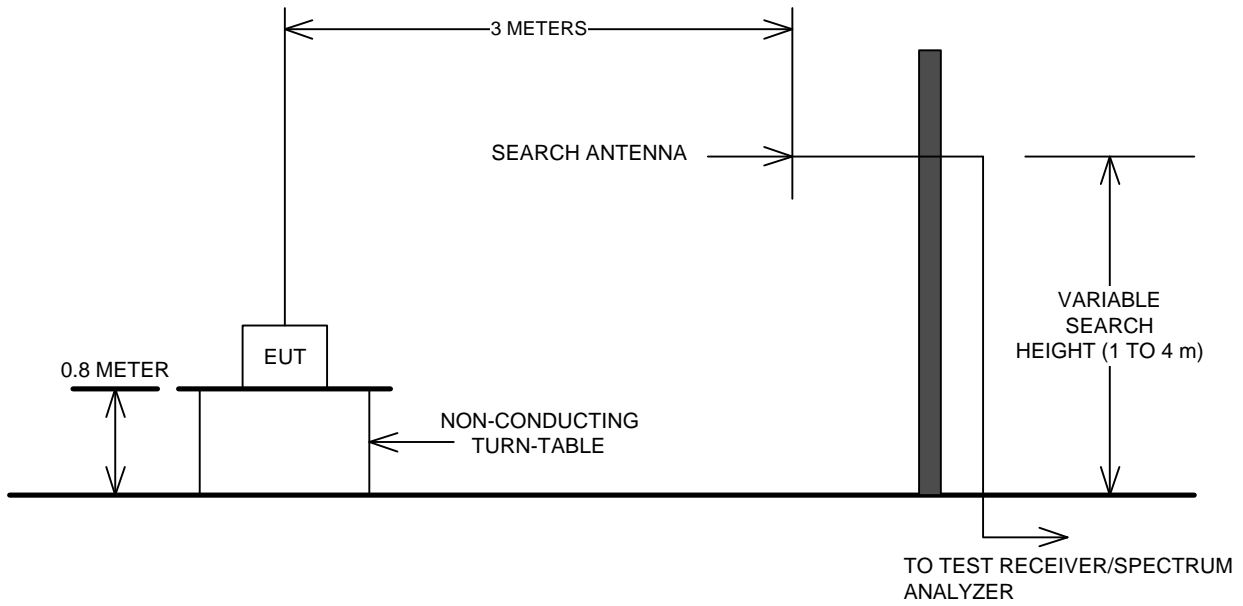 3 METERS
SEARCH ANTENNA
VARIABLE
SEARCH
HEIGHT (1 TO 4 m)
EUT
0.8 METER
NON-CONDUCTING
TURN-TABLE
TO TEST RECEIVER/SPECTRUM
ANALYZER